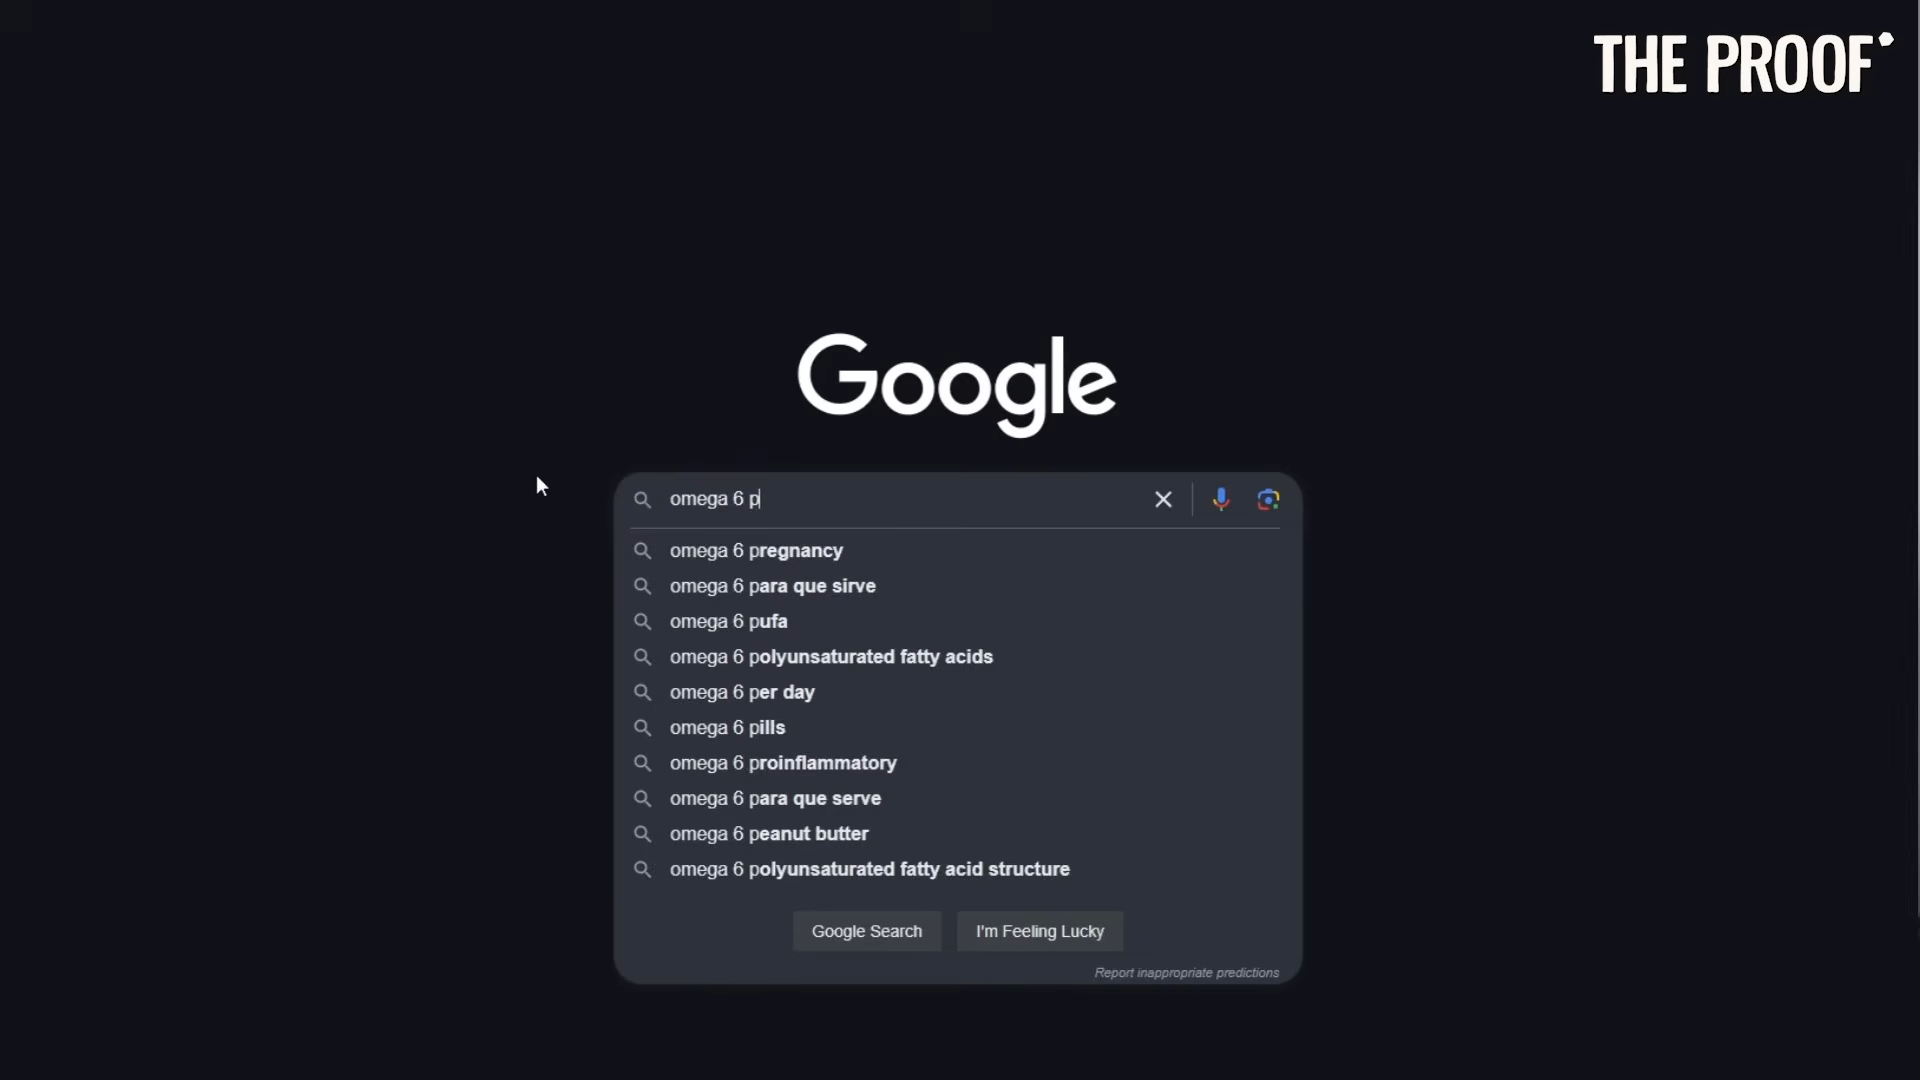 THE PROOF
Google
omega 6 p
omega 6 pregnancy
omega 6 para que sirve
omega 6 pufa
omega 6 polyunsaturated fatty acids
omega 6 per day
omega 6 pills
omega 6 proinflammatory
omega 6 para que serve
omega 6 peanut butter
omega 6 polyunsaturated fatty acid structure
Google Search
I'm Feeling Lucky
Report inappropriate predictions